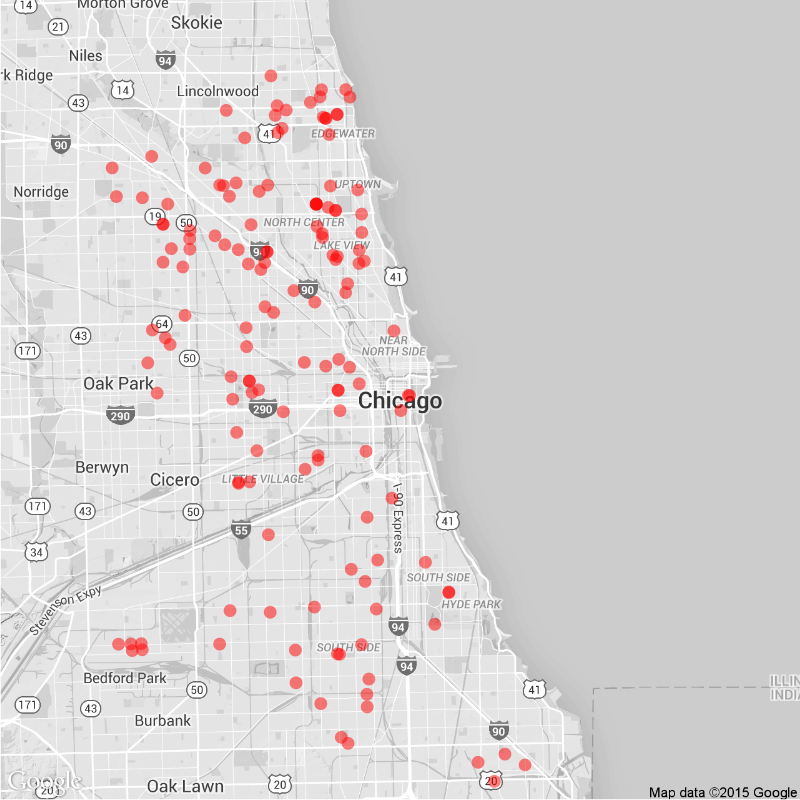 14
Morton Grove
21
Skokie
Niles
94
rk Ridge
14
Lincolnwood
43
41
EDGEWATER
90
Norridge
UPTOWN
19
50
NORTH CENTER
94
LAKE VIEW
41
90
64
43
NEAR
NORTH SIDE
171
50
Oak Park
Chicago
290
290
Berwyn
Cicero
LITTLE VILLAGE
171
43
50
I-90 Express
41
55
34
SOUTH SIDE
Stevenson Expy
HYDE PARK
94
SOUTH SIDE
94
Bedford Park
ILLIN
INDIA
50
41
171
43
Burbank
90
Google
20
Oak Lawn
20
20
Map data ©2015 Google